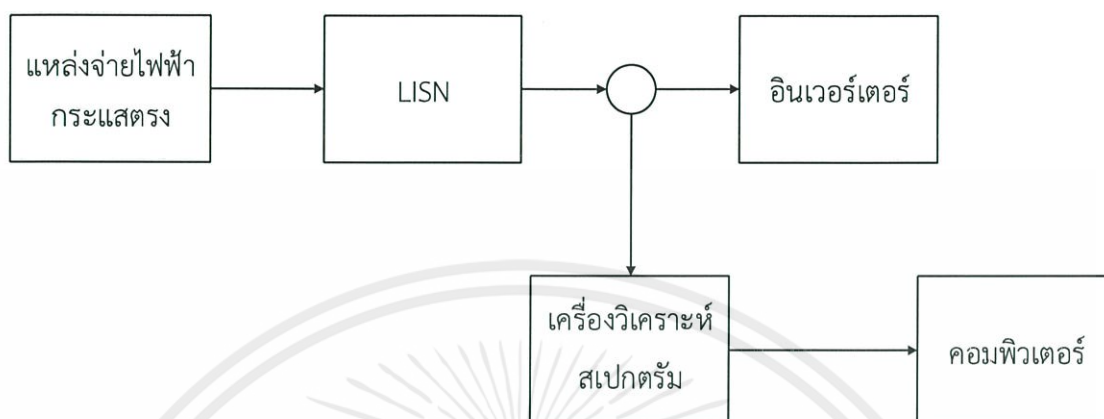 แหล่งจ่ายไฟฟ้า
กระแสตรง
LISN
อินเวอร์เตอร์
เครื่องวิเคราะห์
สเปกตรัม
คอมพิวเตอร์